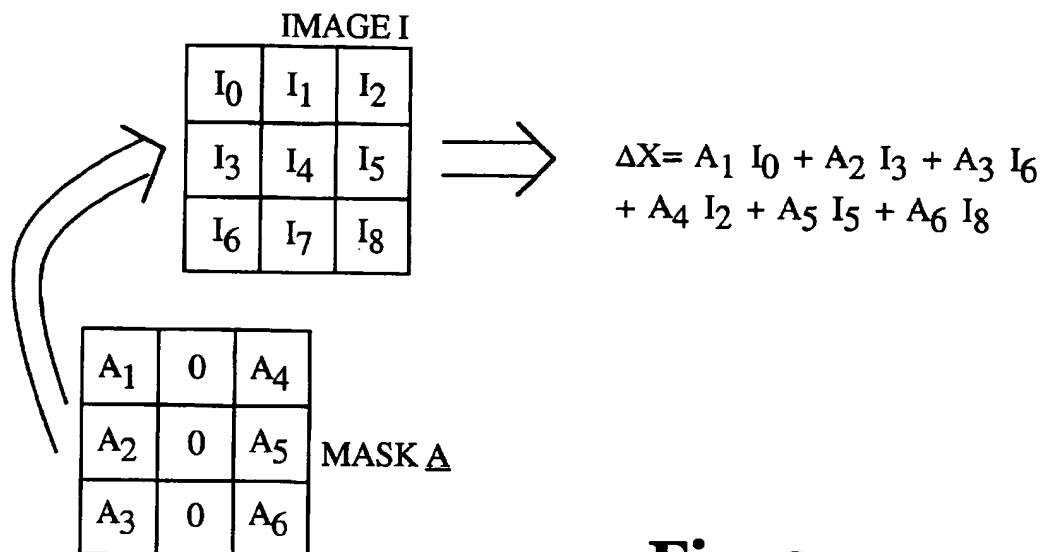 IMAGE I
I0 I1 I2
I3 I4 I5
I6 I7 I8
ΔX= A1 I0 + A2 I3 + A3 I6
+ A4 I2 + A5 I5 + A6 I8
A1 0 A4
A2 0 A5
MASK A
A3 0 A6